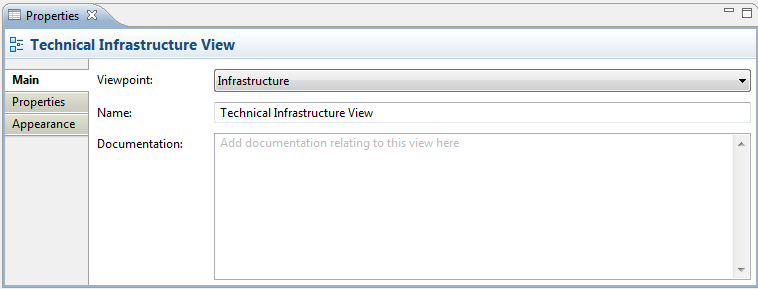 Properties
Technical Infrastructure View
Main
Viewpoint: Infrastructure
Properties
Name: Technical Infrastructure View
Appearance
Documentation: Add documentation relating to this view here